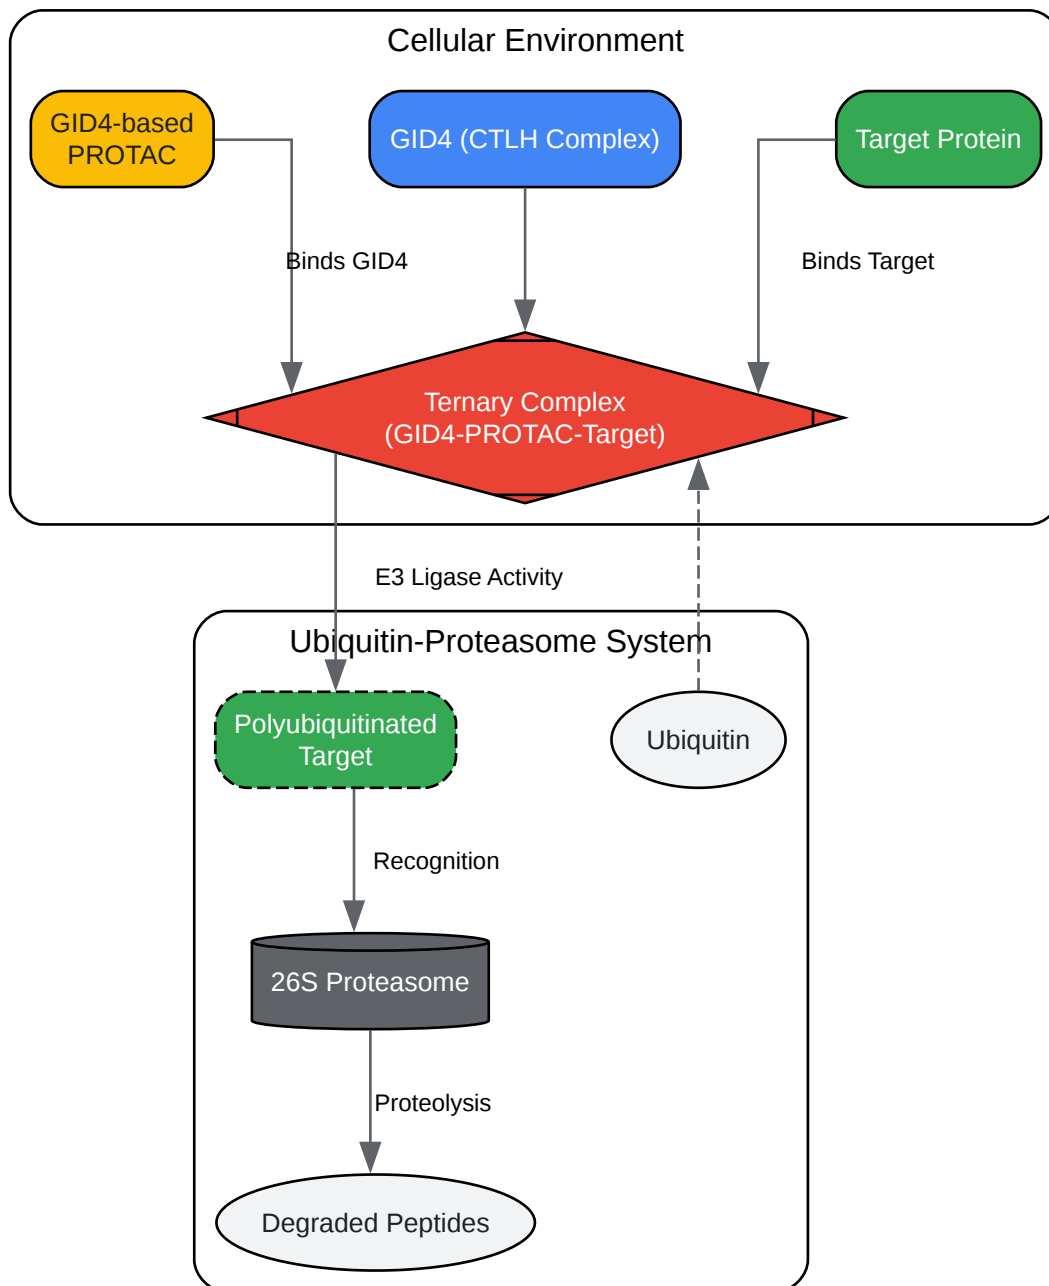 Cellular Environment
GID4-based
PROTAC
GID4 (CTLH Complex)
Target Protein
Binds GID4
Binds Target
Ternary Complex
(GID4-PROTAC-Target)
E3 Ligase Activity
Ubiquitin-Proteasome System
Polyubiquitinated
Target
Ubiquitin
Recognition
26S Proteasome
Proteolysis
Degraded Peptides